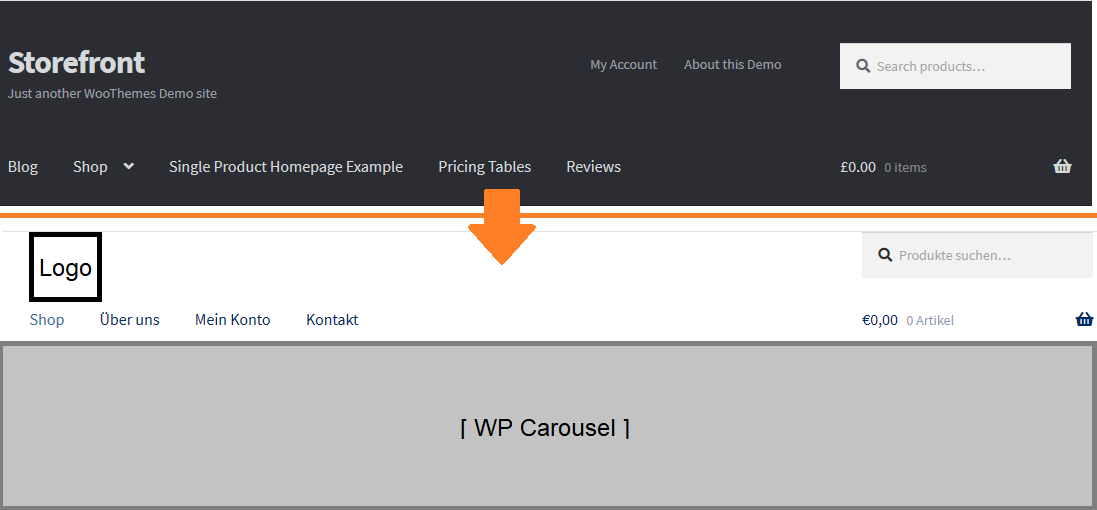 Storefront
Just another WooThemes Demo site
My Account About this Demo
Search products...
Blog Shop Single Product Homepage Example Pricing Tables Reviews
£0.00 0 items
Logo
Produkte suchen...
Shop Über uns Mein Konto Kontakt
€0,00 0 Artikel
[ WP Carousel ]